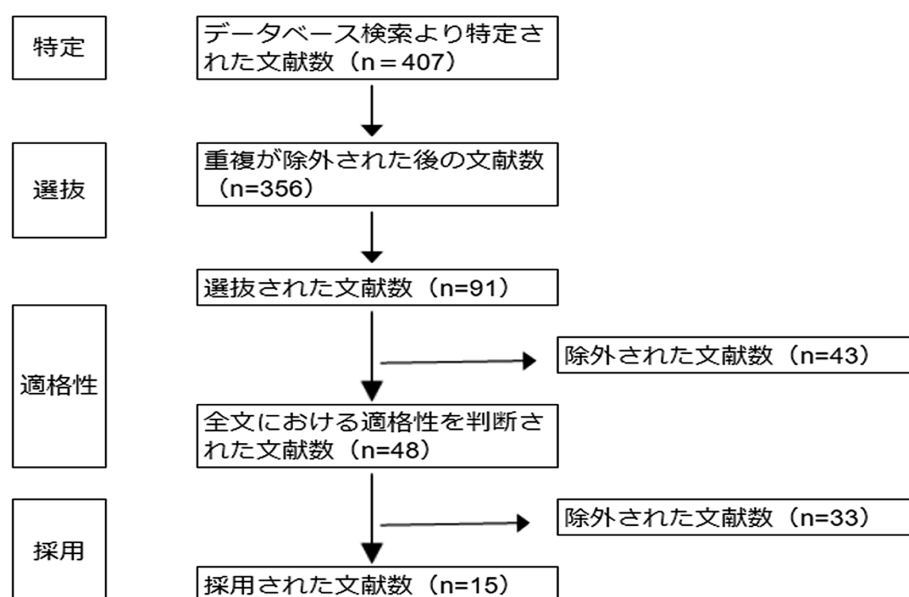 特定
データベース検索より特定さ
れた文献数（n＝407）
選抜
重複が除外された後の文献数
（n=356）
選抜された文献数（n=91）
適格性
除外された文献数（n=43）
全文における適格性を判断さ
れた文献数（n=48）
採用
除外された文献数（n=33）
採用された文献数（n=15）